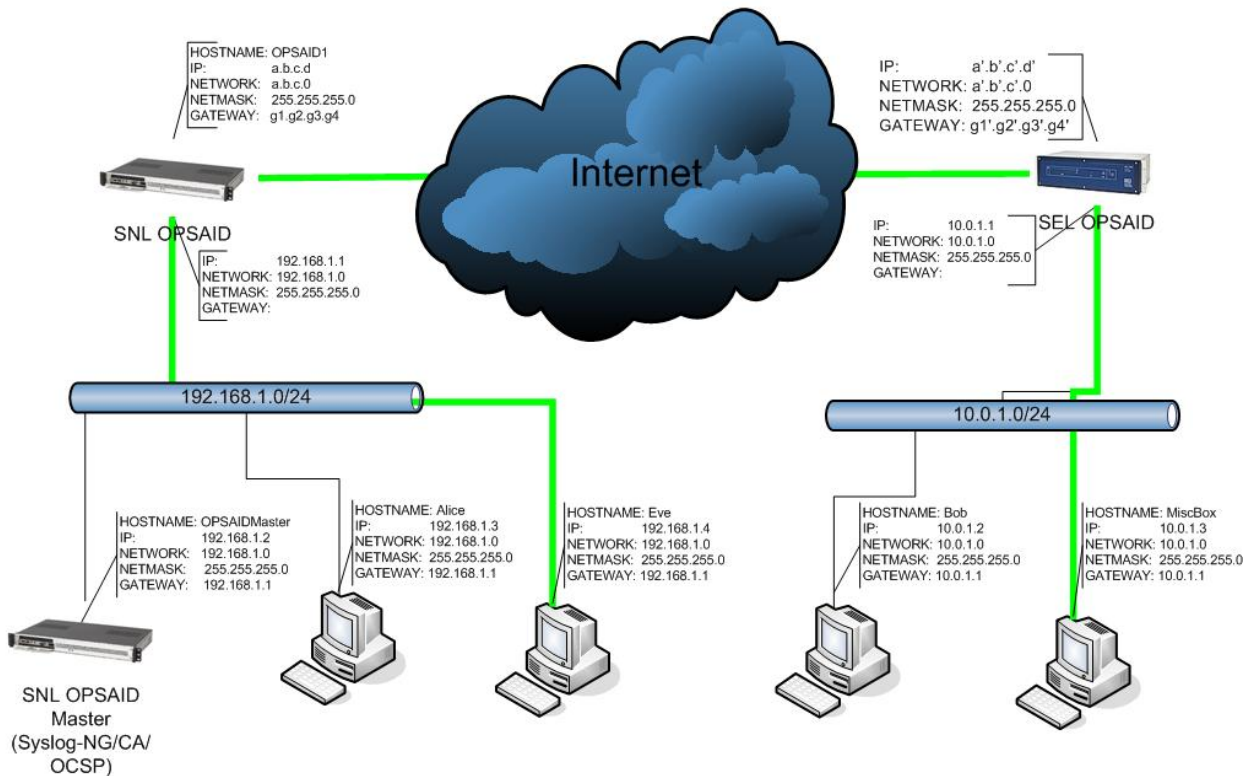 HOSTNAME: OPSAID1
IP: a.b.c.d
NETWORK: a.b.c.0
NETMASK: 255.255.255.0
GATEWAY: g1.g2.g3.g4
IP: a'.b'.c'.d'
NETWORK: a'.b'.c'.0
NETMASK: 255.255.255.0
GATEWAY: g1'.g2'.g3'.g4'
Internet
SNL OPSAID
SEL OPSAID
IP: 192.168.1.1
NETWORK: 192.168.1.0
NETMASK: 255.255.255.0
GATEWAY:
IP: 10.0.1.1
NETWORK: 10.0.1.0
NETMASK: 255.255.255.0
GATEWAY:
192.168.1.0/24
10.0.1.0/24
HOSTNAME: OPSAIDMaster
IP: 192.168.1.2
NETWORK: 192.168.1.0
NETMASK: 255.255.255.0
GATEWAY: 192.168.1.1
HOSTNAME: Alice
IP: 192.168.1.3
NETWORK: 192.168.1.0
NETMASK: 255.255.255.0
GATEWAY: 192.168.1.1
HOSTNAME: Eve
IP: 192.168.1.4
NETWORK: 192.168.1.0
NETMASK: 255.255.255.0
GATEWAY: 192.168.1.1
HOSTNAME: Bob
IP: 10.0.1.2
NETWORK: 10.0.1.0
NETMASK: 255.255.255.0
GATEWAY: 10.0.1.1
HOSTNAME: MiscBox
IP: 10.0.1.3
NETWORK: 10.0.1.0
NETMASK: 255.255.255.0
GATEWAY: 10.0.1.1
SNL OPSAID
Master
(Syslog-NG/CA/
OCSP)